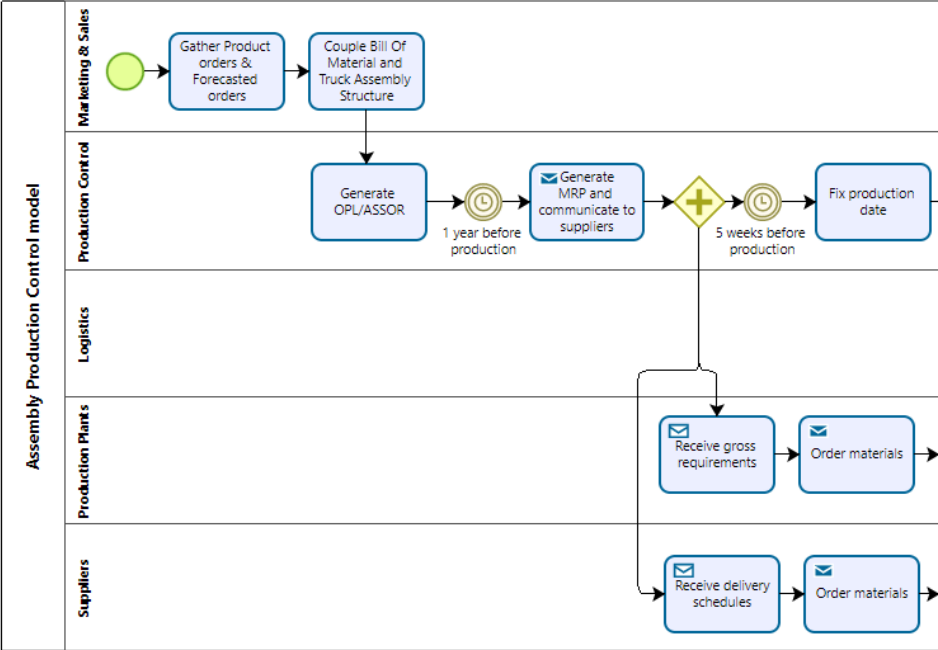 Assembly Production Control model
Marketing & Sales
Gather Product
orders &
Forecasted
orders
Couple Bill Of
Material and
Truck Assembly
Structure
Production Control
Generate
OPL/ASSOR
1 year before
production
Generate
MRP and
communicate to
suppliers
5 weeks before
production
Fix production
date
Logistics
Production Plants
Receive gross
requirements
Order materials
Suppliers
Receive delivery
schedules
Order materials